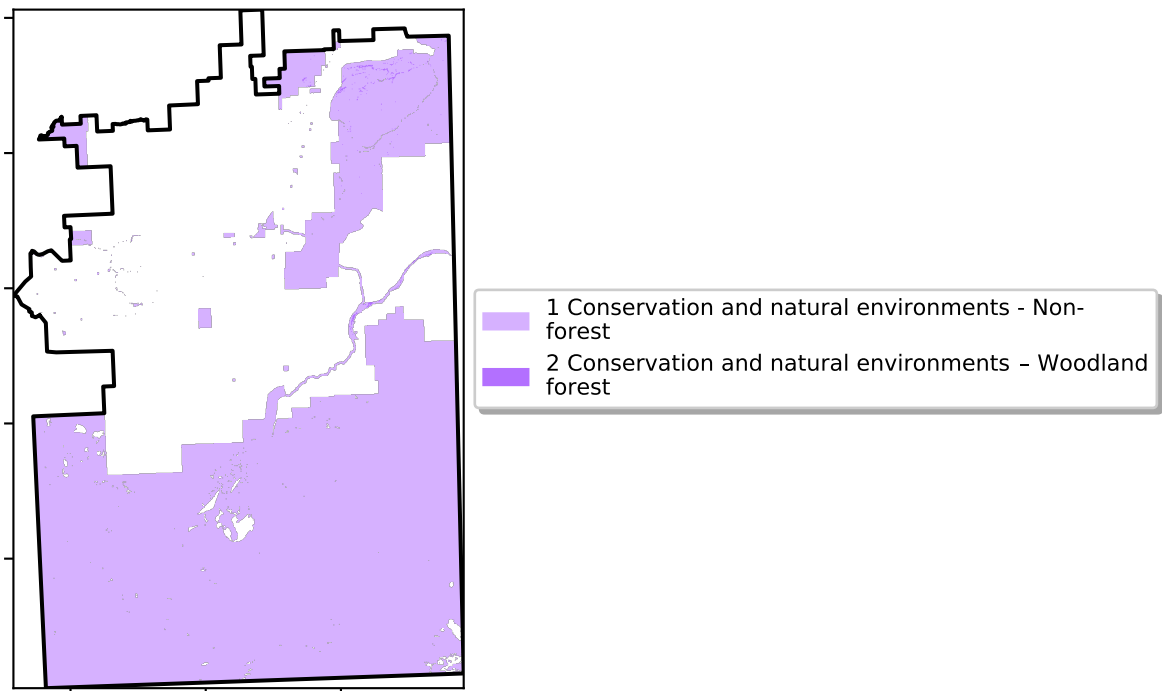 1 Conservation and natural environments - Non-
forest
2 Conservation and natural environments – Woodland
forest